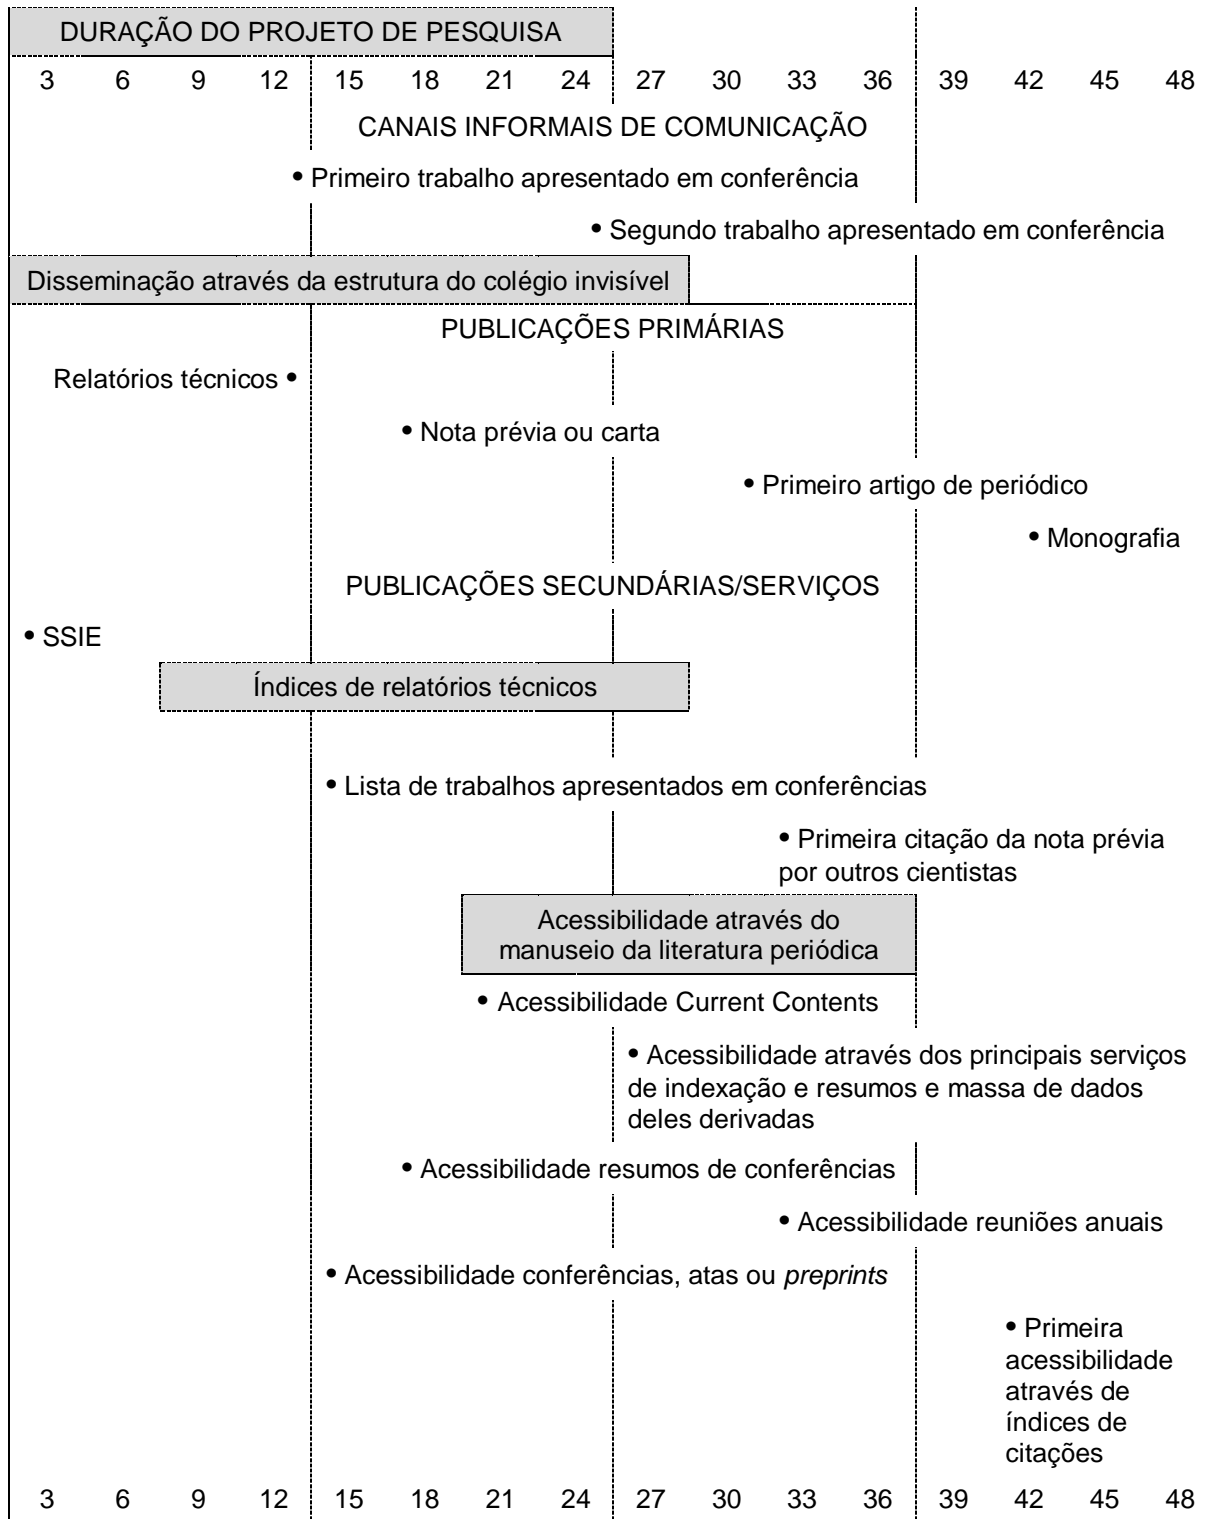 DURAÇÃO DO PROJETO DE PESQUISA
3 6 9 12 15 18 21 24 27 30 33 36 39 42 45 48
CANAIS INFORMAIS DE COMUNICAÇÃO
• Primeiro trabalho apresentado em conferência
• Segundo trabalho apresentado em conferência
Disseminação através da estrutura do colégio invisível
PUBLICAÇÕES PRIMÁRIAS
Relatórios técnicos •
• Nota prévia ou carta
• Primeiro artigo de periódico
• Monografia
PUBLICAÇÕES SECUNDÁRIAS/SERVIÇOS
• SSIE
Índices de relatórios técnicos
• Lista de trabalhos apresentados em conferências
• Primeira citação da nota prévia
por outros cientistas
Acessibilidade através do
manuseio da literatura periódica
• Acessibilidade Current Contents
• Acessibilidade através dos principais serviços
de indexação e resumos e massa de dados
deles derivadas
• Acessibilidade resumos de conferências
• Acessibilidade reuniões anuais
• Acessibilidade conferências, atas ou preprints
• Primeira
acessibilidade
através de
índices de
citações
3 6 9 12 15 18 21 24 27 30 33 36 39 42 45 48